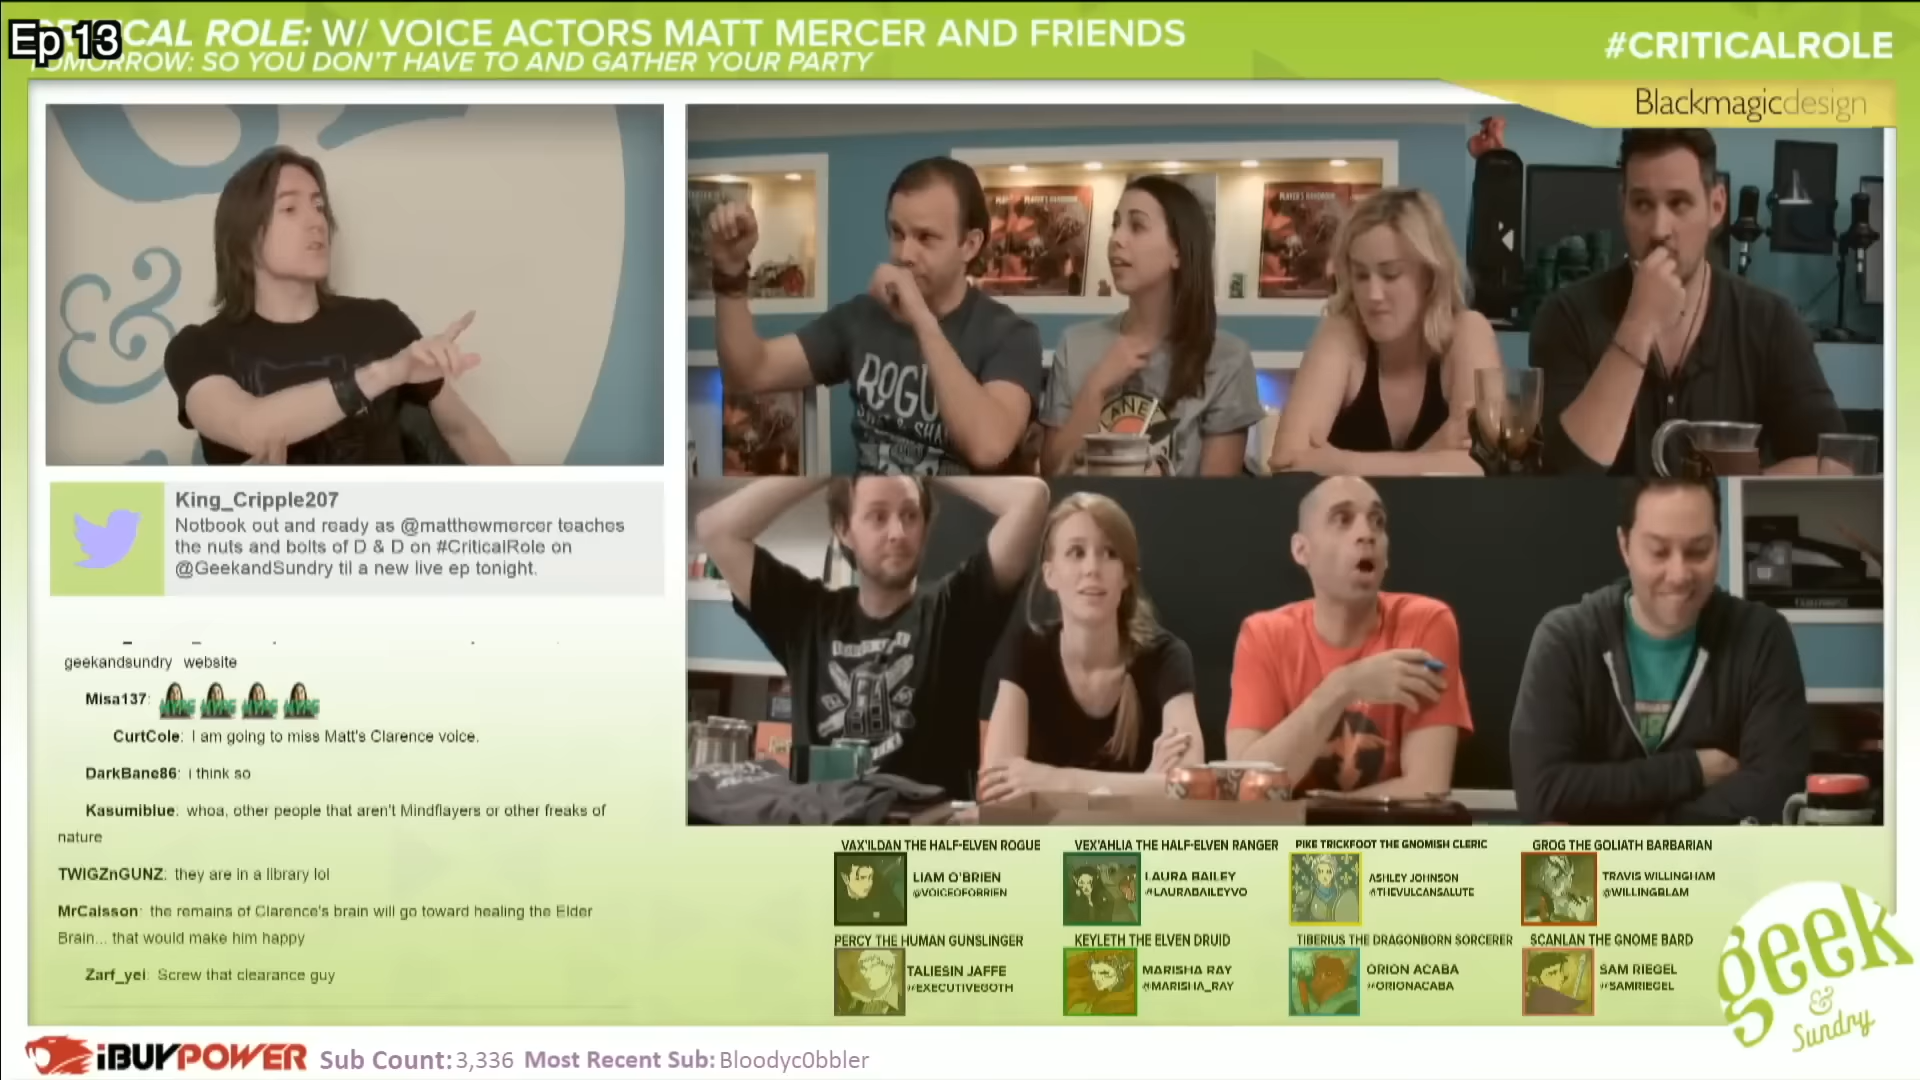 Ep 13
CAL ROLE: W/ VOICE ACTORS MATT MERCER AND FRIENDS
TOMORROW: SO YOU DON'T HAVE TO AND GATHER YOUR PARTY
#CRITICALROLE
Blackmagicdesign
PLAYER'S HANDBOOK
PLAYER'S HANDBOOK
ROGU
King_Cripple207
Notbook out and ready as @matthewmercer teaches
the nuts and bolts of D & D on #CriticalRole on
@GeekandSundry til a new live ep tonight.
geekandsundry website
Misa137:
CurtCole: I am going to miss Matt's Clarence voice.
DarkBane86: i think so
Kasumiblue: whoa, other people that aren't Mindflayers or other freaks of
nature
TWIGZnGUNZ: they are in a library lol
MrCaisson: the remains of Clarence's brain will go toward healing the Elder
Brain... that would make him happy
Zarf_yei: Screw that clearance guy
VAX'ILDAN THE HALF-ELVEN ROGUE
LIAM O'BRIEN
@VOICEOFOBRIEN
VEX'AHLIA THE HALF-ELVEN RANGER
LAURA BAILEY
@LAURABAILEYVO
PIKE TRICKFOOT THE GNOMISH CLERIC
ASHLEY JOHNSON
@THEVULCANSALUTE
GROG THE GOLIATH BARBARIAN
TRAVIS WILLINGHAM
@WILLINGBLAM
PERCY THE HUMAN GUNSLINGER
TALIESIN JAFFE
@EXECUTIVEGOTH
KEYLETH THE ELVEN DRUID
MARISHA RAY
@MARISHA_RAY
TIBERIUS THE DRAGONBORN SORCERER
ORION ACABA
@ORIONACABA
SCANLAN THE GNOME BARD
SAM RIEGEL
@SAMRIEGEL
geek
&
Sundry
iBUYPOWER Sub Count: 3,336 Most Recent Sub: Bloodyc0bbler